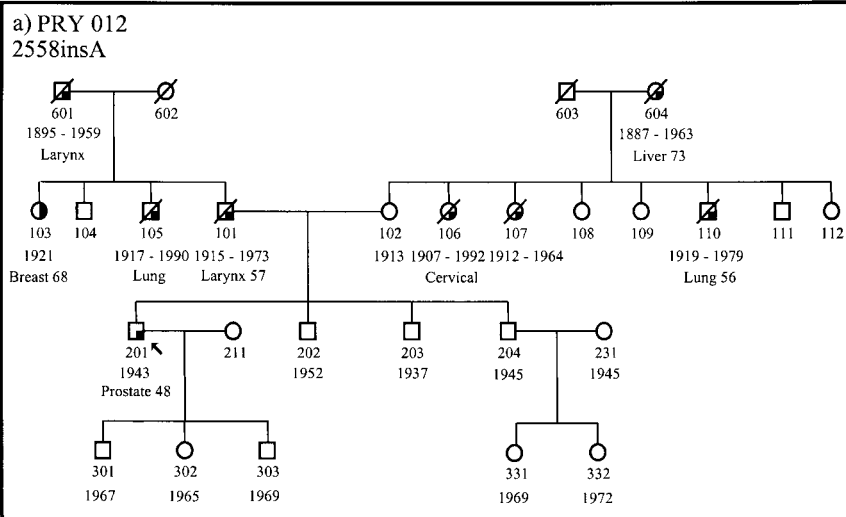 a) PRY 012
2558insA
601 602 603 604
1895 - 1959 1887 - 1963
Larynx Liver 73
103 104 105 101 102 106 107 108 109 110 111 112
1921 1917 - 1990 1915 - 1973 1913 1907 - 1992 1912 - 1964 1919 - 1979
Breast 68 Lung Larynx 57 Cervical Lung 56
201 211 202 203 204 231
1943 1952 1937 1945 1945
Prostate 48
301 302 303 331 332
1967 1965 1969 1969 1972